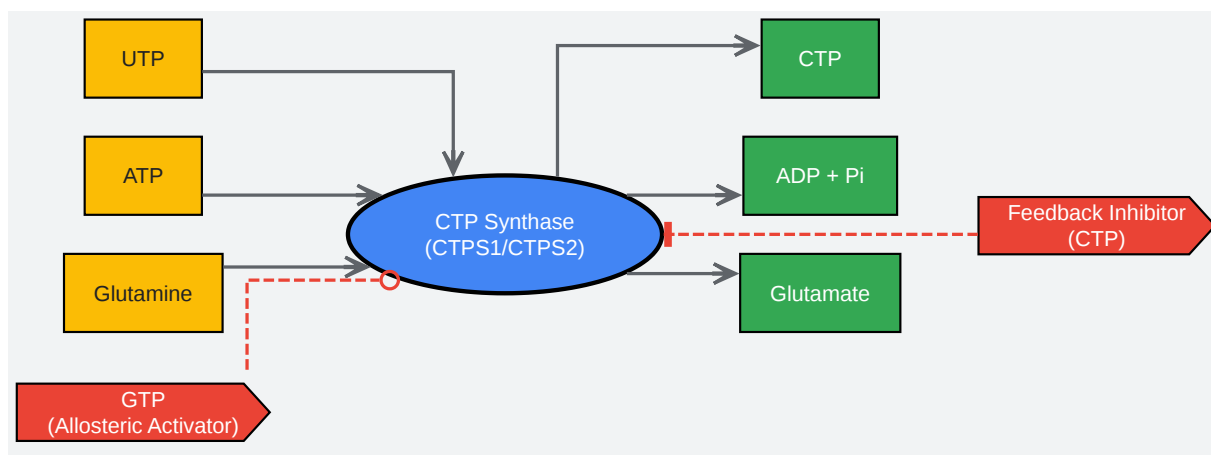 UTP
CTP
ATP
ADP + Pi
CTP Synthase
(CTPS1/CTPS2)
Feedback Inhibitor
(CTP)
Glutamine
Glutamate
GTP
(Allosteric Activator)